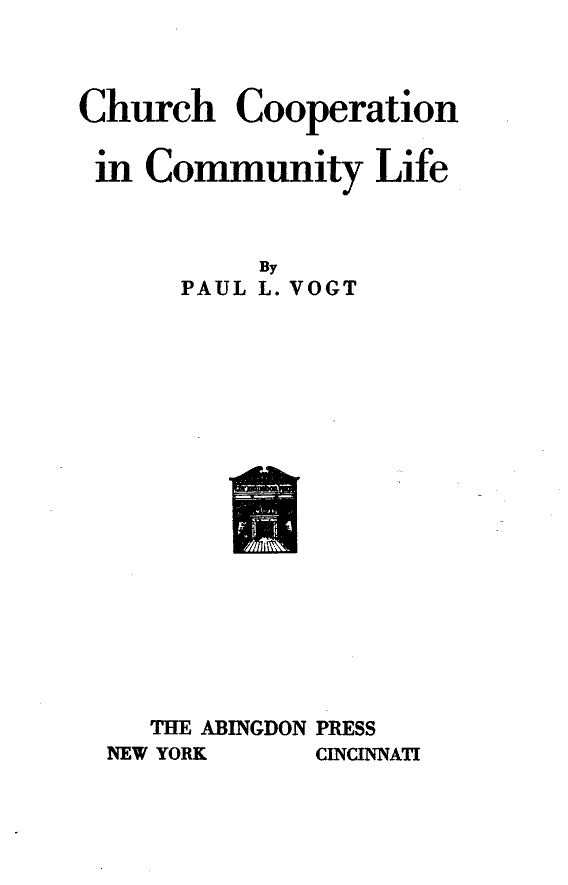 Church Cooperation
in Community Life
By
PAUL L. VOGT
THE ABINGDON PRESS
NEW YORK CINCINNATI